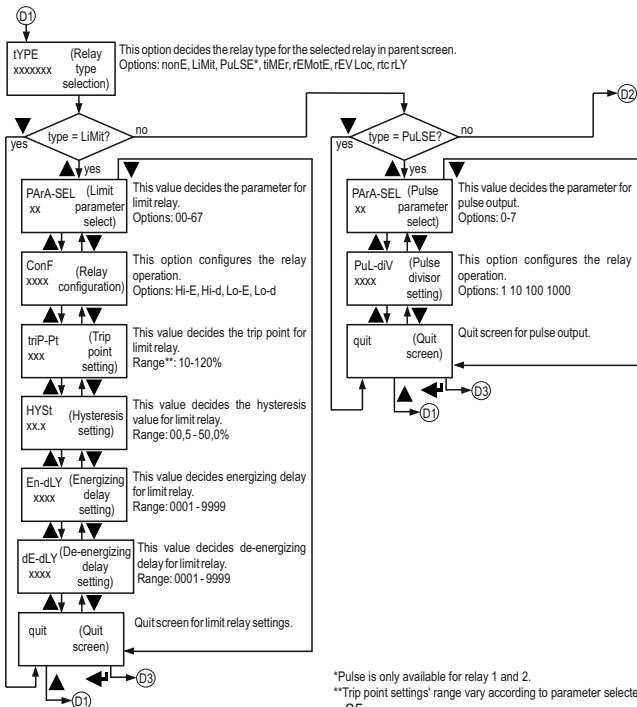 D1
tYPE (Relay
xxxxxxx type
selection)
This option decides the relay type for the selected relay in parent screen.
Options: nonE, LiMit, PuLSE*, tiMEr, rEMotE, rEV Loc, rtc rLY
D2
type = LiMit?
no
yes
yes
PArA-SEL (Limit
xx parameter
select)
This value decides the parameter for
limit relay.
Options: 00-67
ConF (Relay
xxxx configuration)
This option configures the relay
operation.
Options: Hi-E, Hi-d, Lo-E, Lo-d
triP-Pt (Trip
xxx point
setting)
This value decides the trip point for
limit relay.
Range**: 10-120%
HYSt (Hysteresis
xx.x setting)
This value decides the hysteresis
value for limit relay.
Range: 00,5 - 50,0%
En-dLY (Energizing
xxxx delay
setting)
This value decides energizing delay
for limit relay.
Range: 0001 - 9999
dE-dLY (De-energizing
xxxx delay
setting)
This value decides de-energizing
delay for limit relay.
Range: 0001 - 9999
quit (Quit
screen)
Quit screen for limit relay settings.
D3
D1
type = PuLSE?
no
yes
yes
PArA-SEL (Pulse
xx parameter
select)
This value decides the parameter for
pulse output.
Options: 0-7
PuL-diV (Pulse
xxxx divisor
setting)
This option configures the relay
operation.
Options: 1 10 100 1000
quit (Quit
screen)
Quit screen for pulse output.
D3
D1
*Pulse is only available for relay 1 and 2.
**Trip point settings' range vary according to parameter selecte